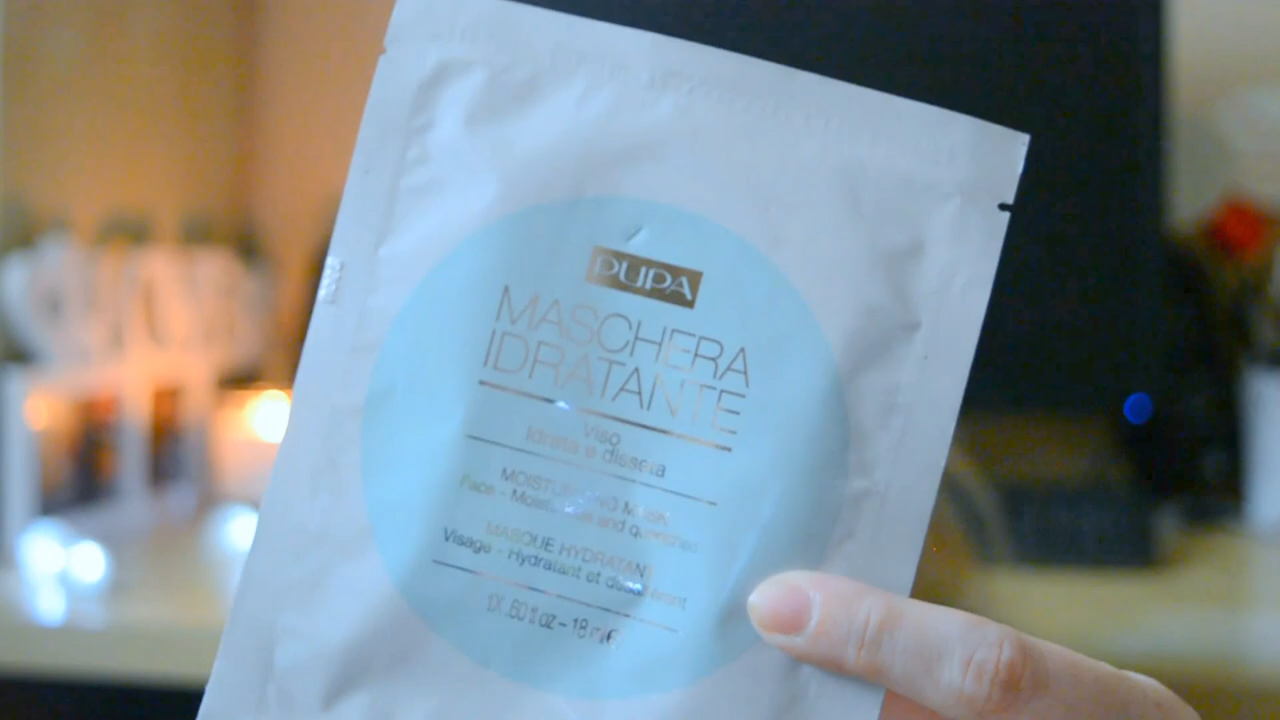 PUPA
MASCHERA
IDRATANTE
Viso
Idrata e disseta
MOISTURIZING MASK
Face - Moisturizes and quenches
MASQUE HYDRATANT
Visage - Hydratant et désaltérant
1X .60 fl oz – 18 ml e